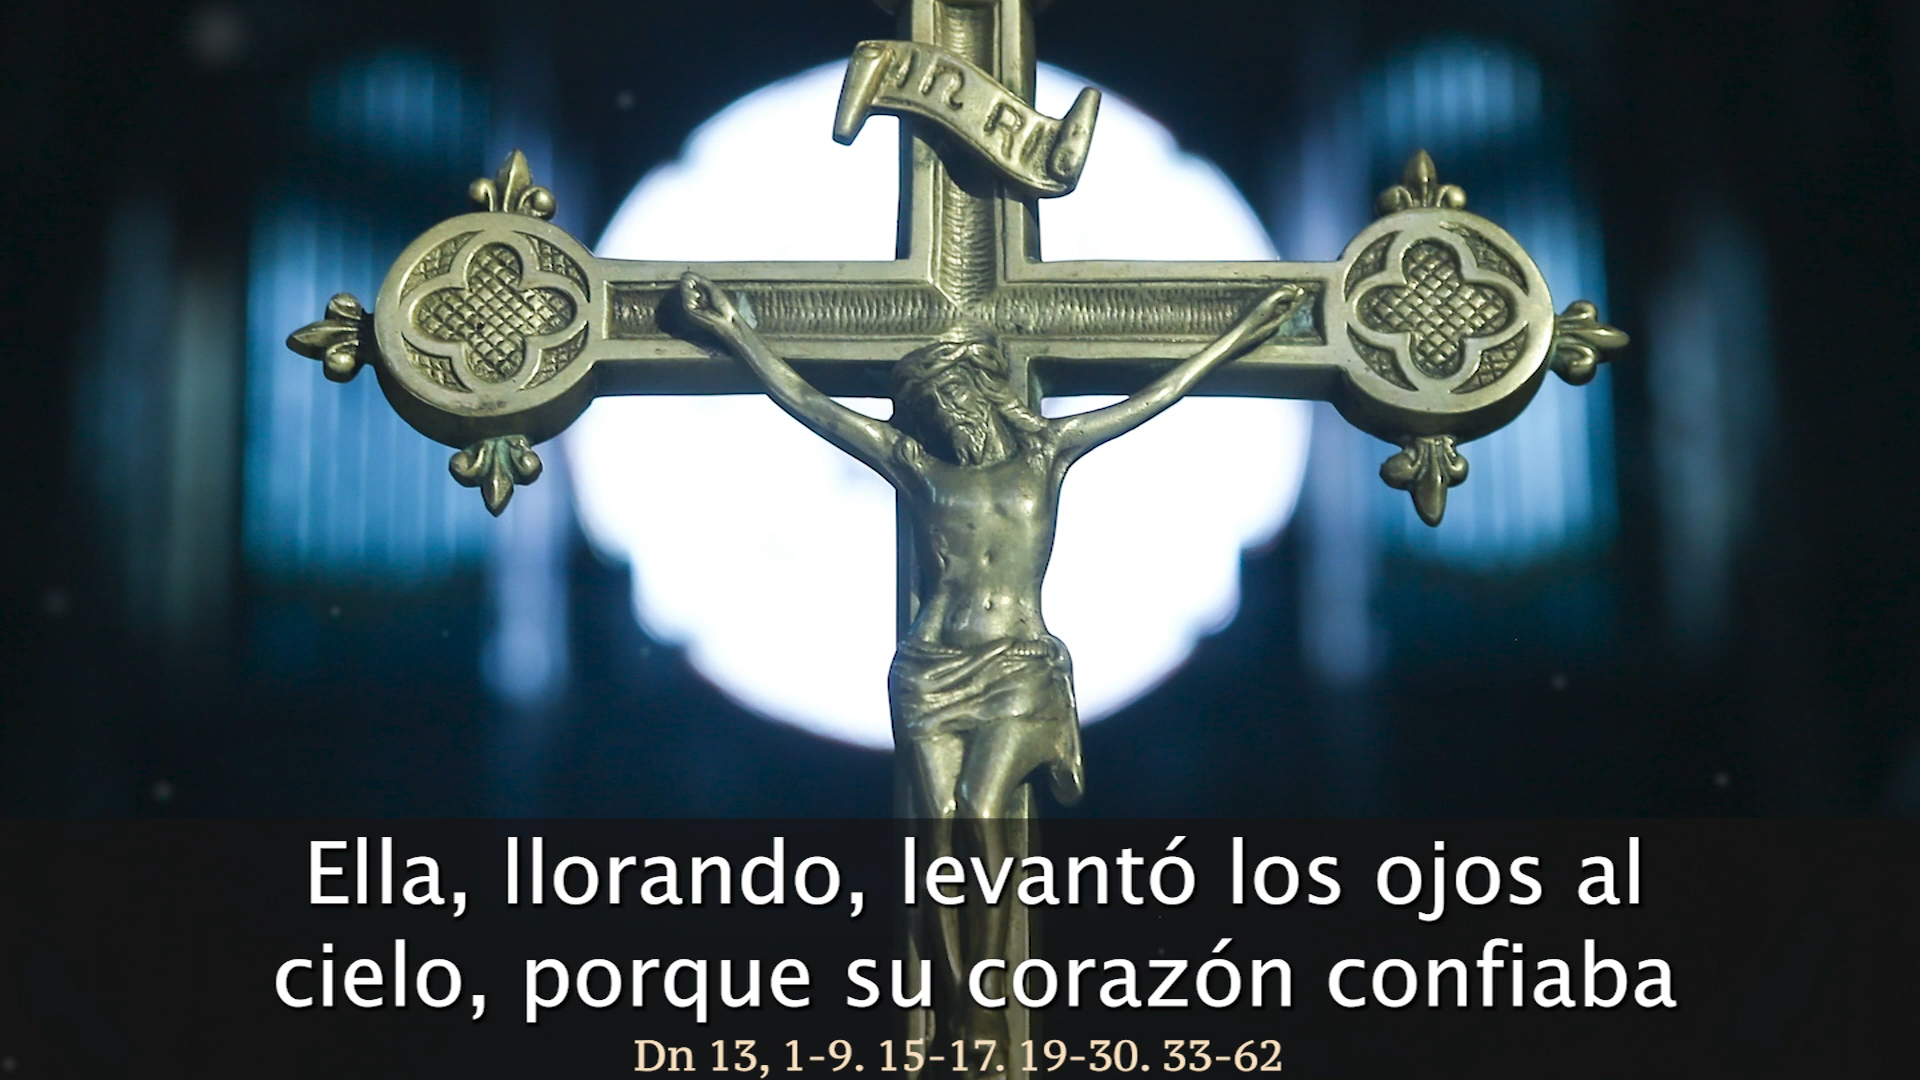 INRI
Ella, llorando, levantó los ojos al
cielo, porque su corazón confiaba
Dn 13, 1-9. 15-17. 19-30. 33-62